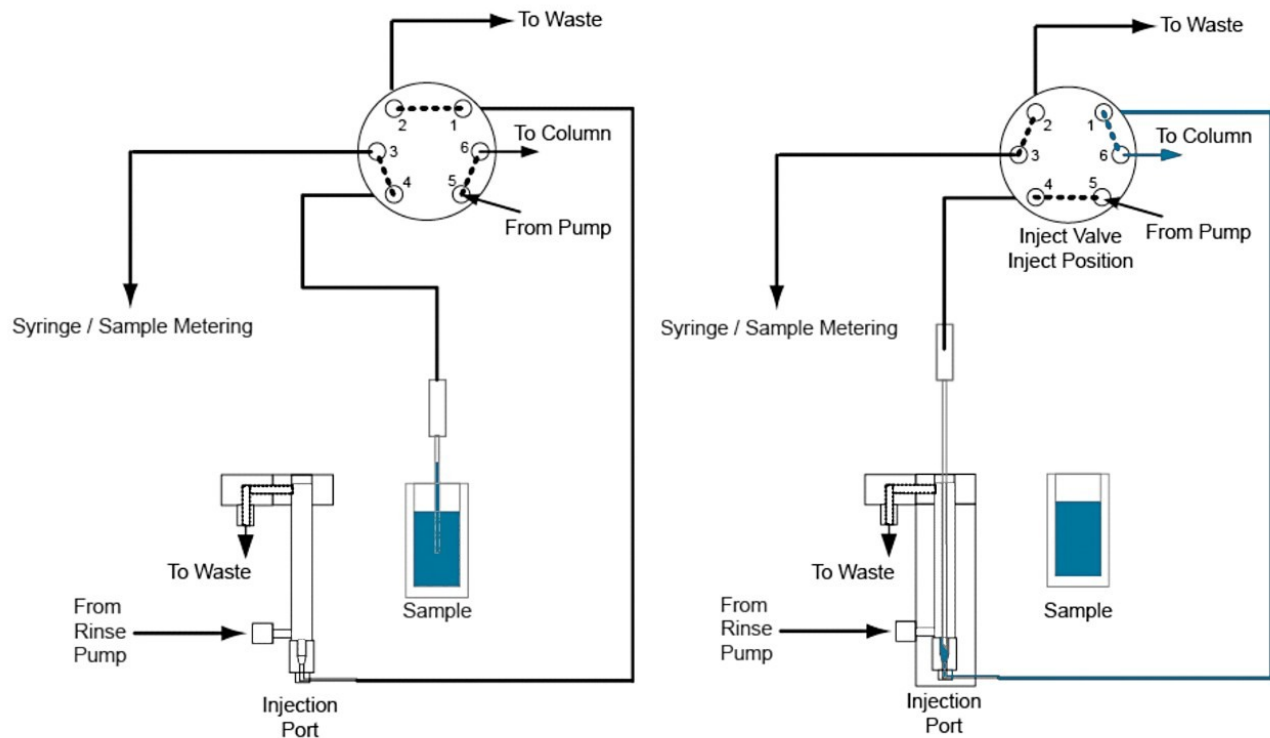 To Waste
2
1
3
To Column
6
4
5
From Pump
Syringe / Sample Metering
To Waste
From
Rinse
Pump
Sample
Injection
Port
To Waste
2
1
3
To Column
6
4
5
From Pump
Inject Valve
Inject Position
Syringe / Sample Metering
To Waste
From
Rinse
Pump
Sample
Injection
Port